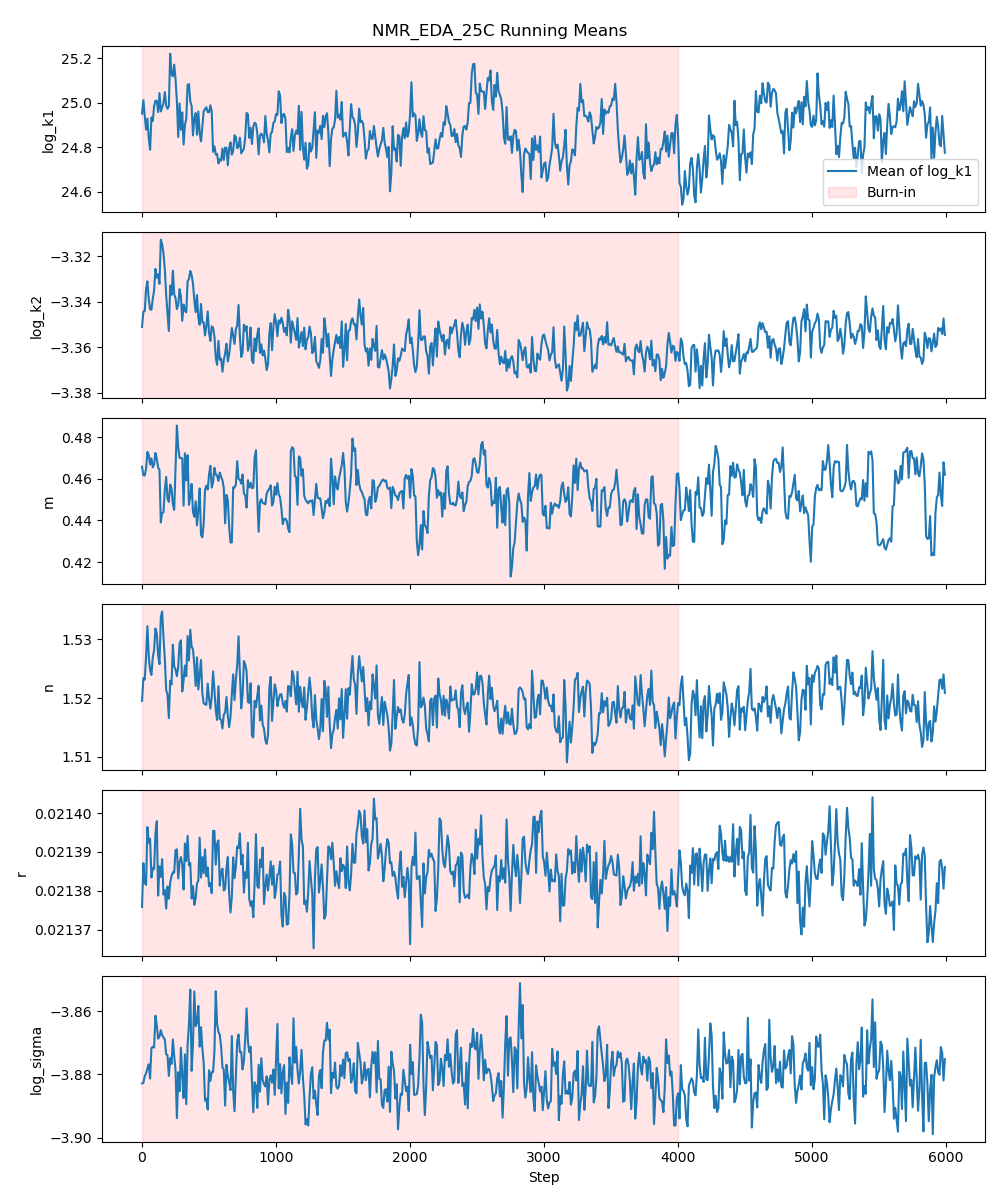 NMR_EDA_25C Running Means
25.2
25.0
24.8
24.6
log_k1
Mean of log_k1
Burn-in
−3.32
−3.34
−3.36
−3.38
log_k2
0.48
0.46
0.44
0.42
m
1.53
1.52
1.51
n
0.02140
0.02139
0.02138
0.02137
r
−3.86
−3.88
−3.90
log_sigma
0 1000 2000 3000 4000 5000 6000
Step